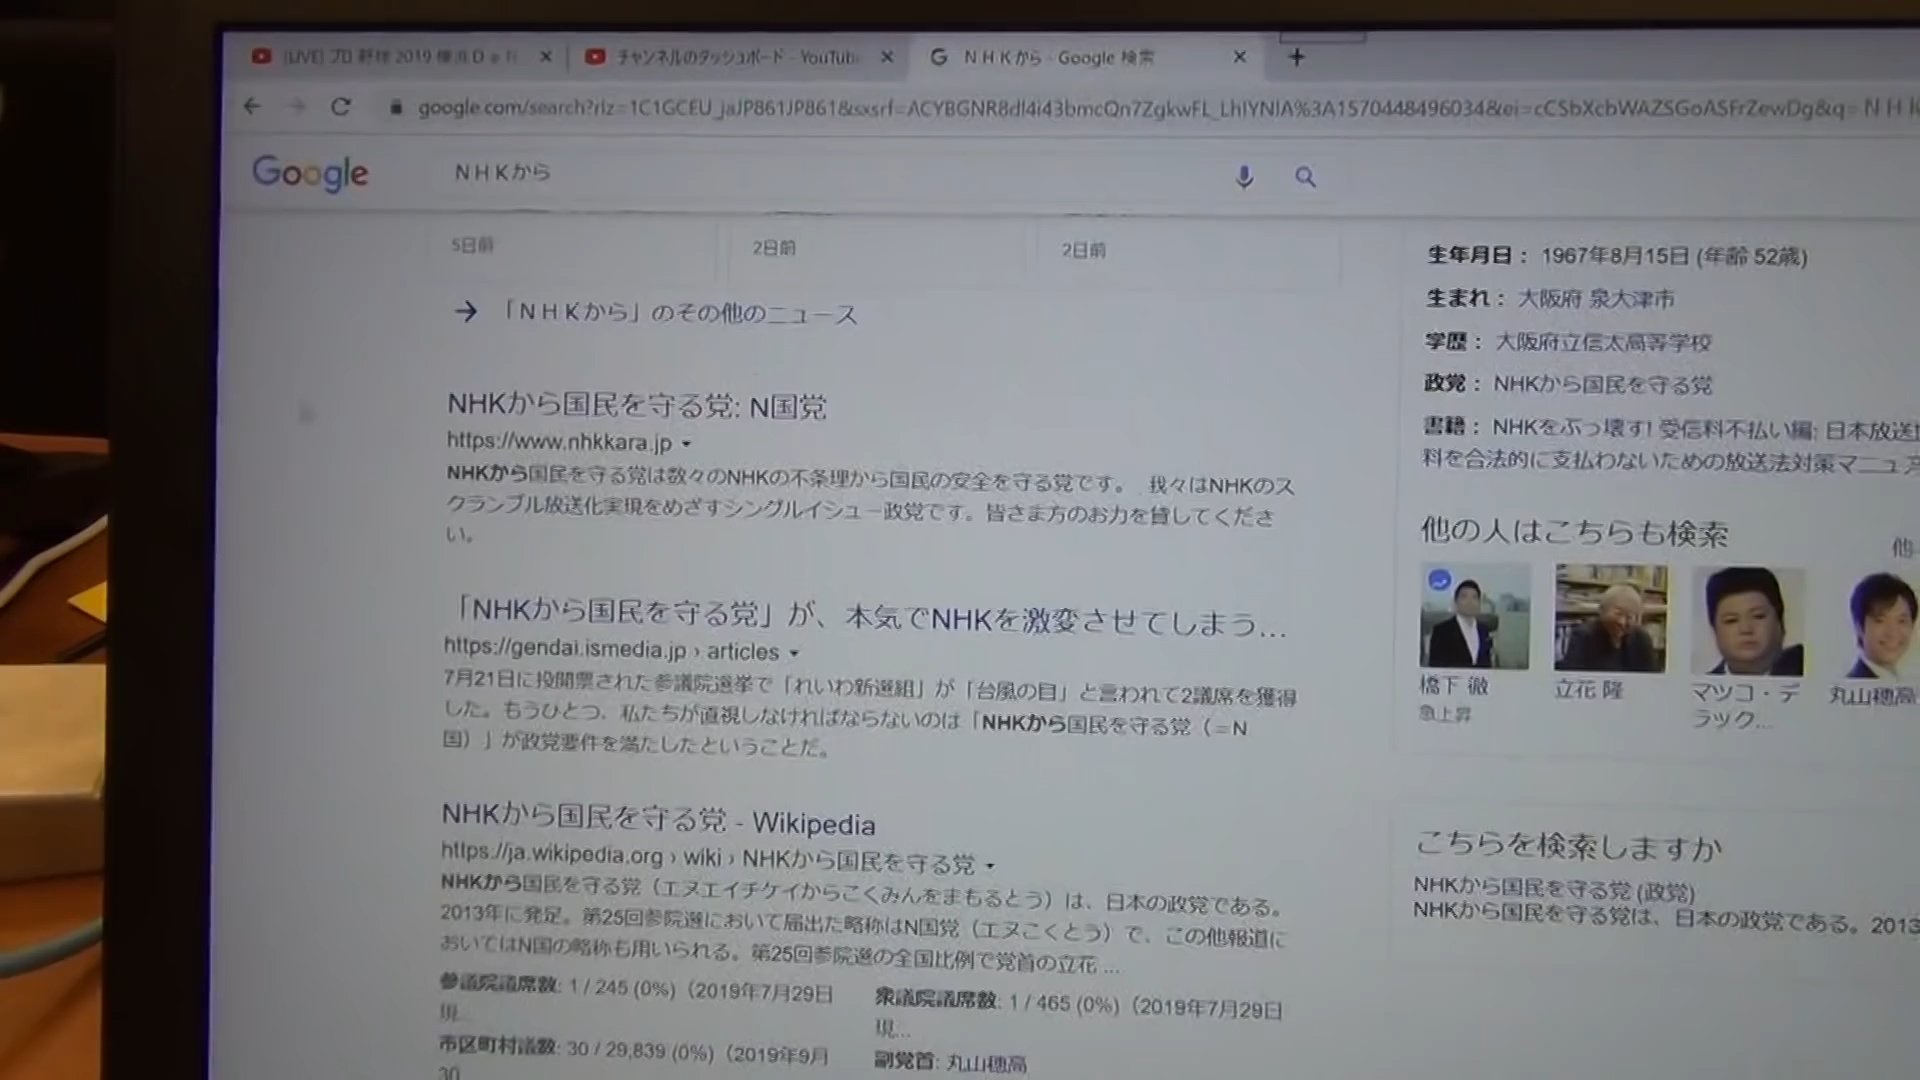 プロ 野球 2019
チャンネルのダッシュボード - YouTube
ＮＨＫから - Google 検索
google.com/search?rlz=1C1GCEU_jaJP861JP861&sxsrf=ACYBGNR8dl4i43bmcQn7ZgkwFL_LhIYNIA%3A1570448496034&ei=cCSbXcbWAZSGoASFrZewDg&q=ＮＨＫ
Google
ＮＨＫから
5日前
2日前
2日前
→ 「ＮＨＫから」のその他のニュース
NHKから国民を守る党: N国党
https://www.nhkkara.jp
NHKから国民を守る党は数々のNHKの不条理から国民の安全を守る党です。 我々はNHKのス
クランブル放送化実現をめざすシングルイシュー政党です。皆さま方のお力を貸してくださ
い。
「NHKから国民を守る党」が、本気でNHKを激変させてしまう...
https://gendai.ismedia.jp › articles
7月21日に投開票された参議院選挙で「れいわ新選組」が「台風の目」と言われて2議席を獲得
した。もうひとつ、私たちが直視しなければならないのは「NHKから国民を守る党（=N
国）」が政党要件を満たしたということだ。
NHKから国民を守る党 - Wikipedia
https://ja.wikipedia.org › wiki › NHKから国民を守る党
NHKから国民を守る党（エヌエイチケイからこくみんをまもるとう）は、日本の政党である。
2013年に発足。第25回参院選において届出た略称はN国党（エヌこくとう）で、この他報道に
おいてはN国の略称も用いられる。第25回参院選の全国比例で党首の立花 ...
参議院議席数: 1 / 245 (0%)（2019年7月29日
現...
衆議院議席数: 1 / 465 (0%)（2019年7月29日
現...
市区町村議数: 30 / 29,839 (0%)（2019年9月
30
副党首: 丸山穂高
生年月日： 1967年8月15日 (年齢 52歳)
生まれ： 大阪府 泉大津市
学歴： 大阪府立信太高等学校
政党： NHKから国民を守る党
書籍： NHKをぶっ壊す! 受信料不払い編: 日本放送
料を合法的に支払わないための放送法対策マニュア
他の人はこちらも検索
他
橋下 徹
急上昇
立花 隆
マツコ・デ
ラック...
丸山穂高
こちらを検索しますか
NHKから国民を守る党 (政党)
NHKから国民を守る党は、日本の政党である。2013